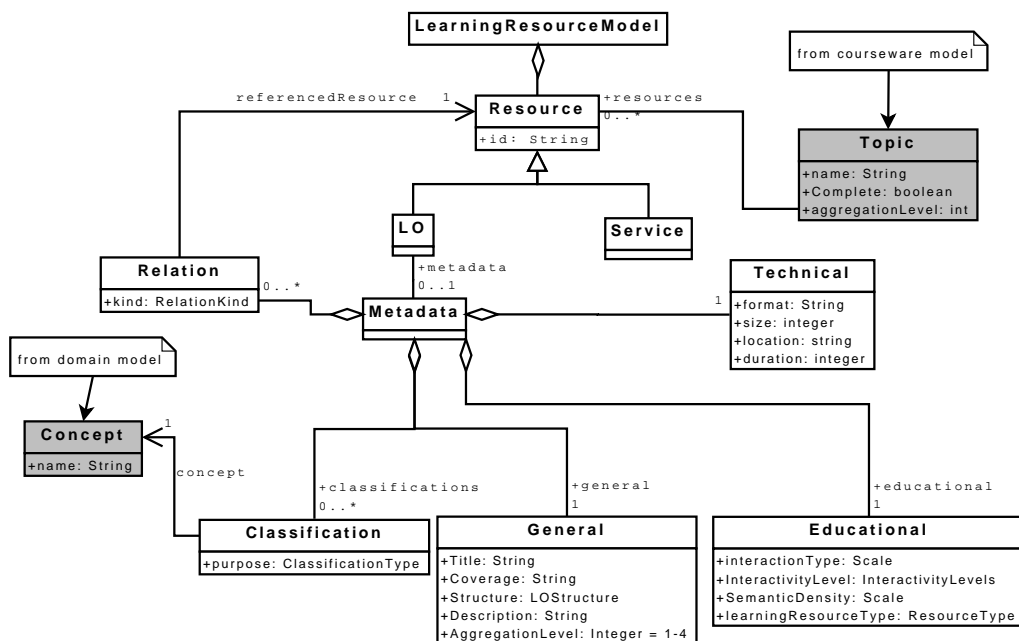 LearningResourceModel
from courseware model
referencedResource
1
+resources
0..*
Resource
+id: String
Topic
+name: String
+Complete: boolean
+aggregationLevel: int
LO
Service
+metadata
0..1
Relation
+kind: RelationKind
0..*
Metadata
1
Technical
+format: String
+size: integer
+location: string
+duration: integer
from domain model
Concept
+name: String
1
concept
+classifications
0..*
+general
1
+educational
1
Classification
+purpose: ClassificationType
General
+Title: String
+Coverage: String
+Structure: LOStructure
+Description: String
+AggregationLevel: Integer = 1-4
Educational
+interactionType: Scale
+InteractivityLevel: InteractivityLevels
+SemanticDensity: Scale
+learningResourceType: ResourceType